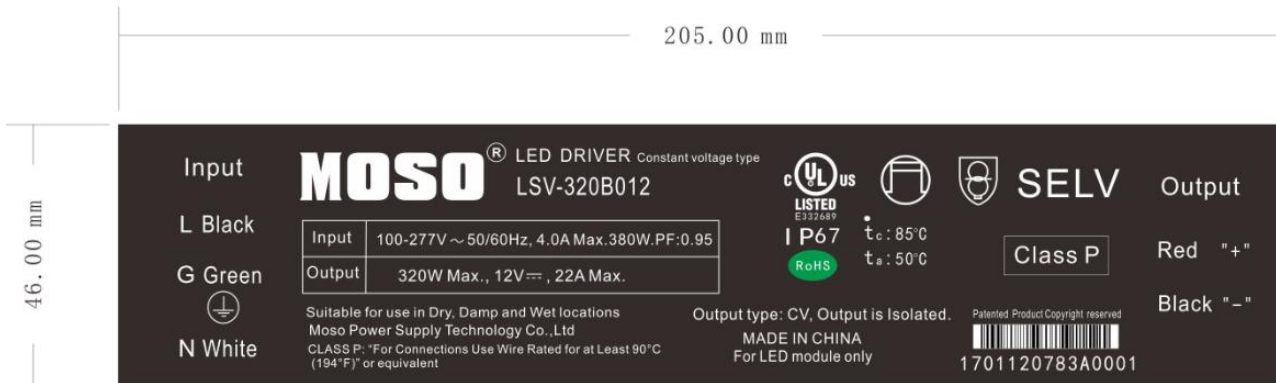 205.00 mm
46.00 mm
Input
L Black
G Green
N White
MOSO ®
LED DRIVER Constant voltage type
LSV-320B012
Input 100-277V～50/60Hz, 4.0A Max.380W.PF:0.95
Output 320W Max., 12V⎓, 22A Max.
Suitable for use in Dry, Damp and Wet locations
Moso Power Supply Technology Co.,Ltd
CLASS P: "For Connections Use Wire Rated for at Least 90°C
(194°F)" or equivalent
C UL US
LISTED
E332689
IP67
RoHS
tc:85°C
ta:50°C
SELV
Class P
Output type: CV, Output is Isolated.
MADE IN CHINA
For LED module only
Patented Product Copyright reserved
1701120783A0001
Output
Red "+"
Black "-"